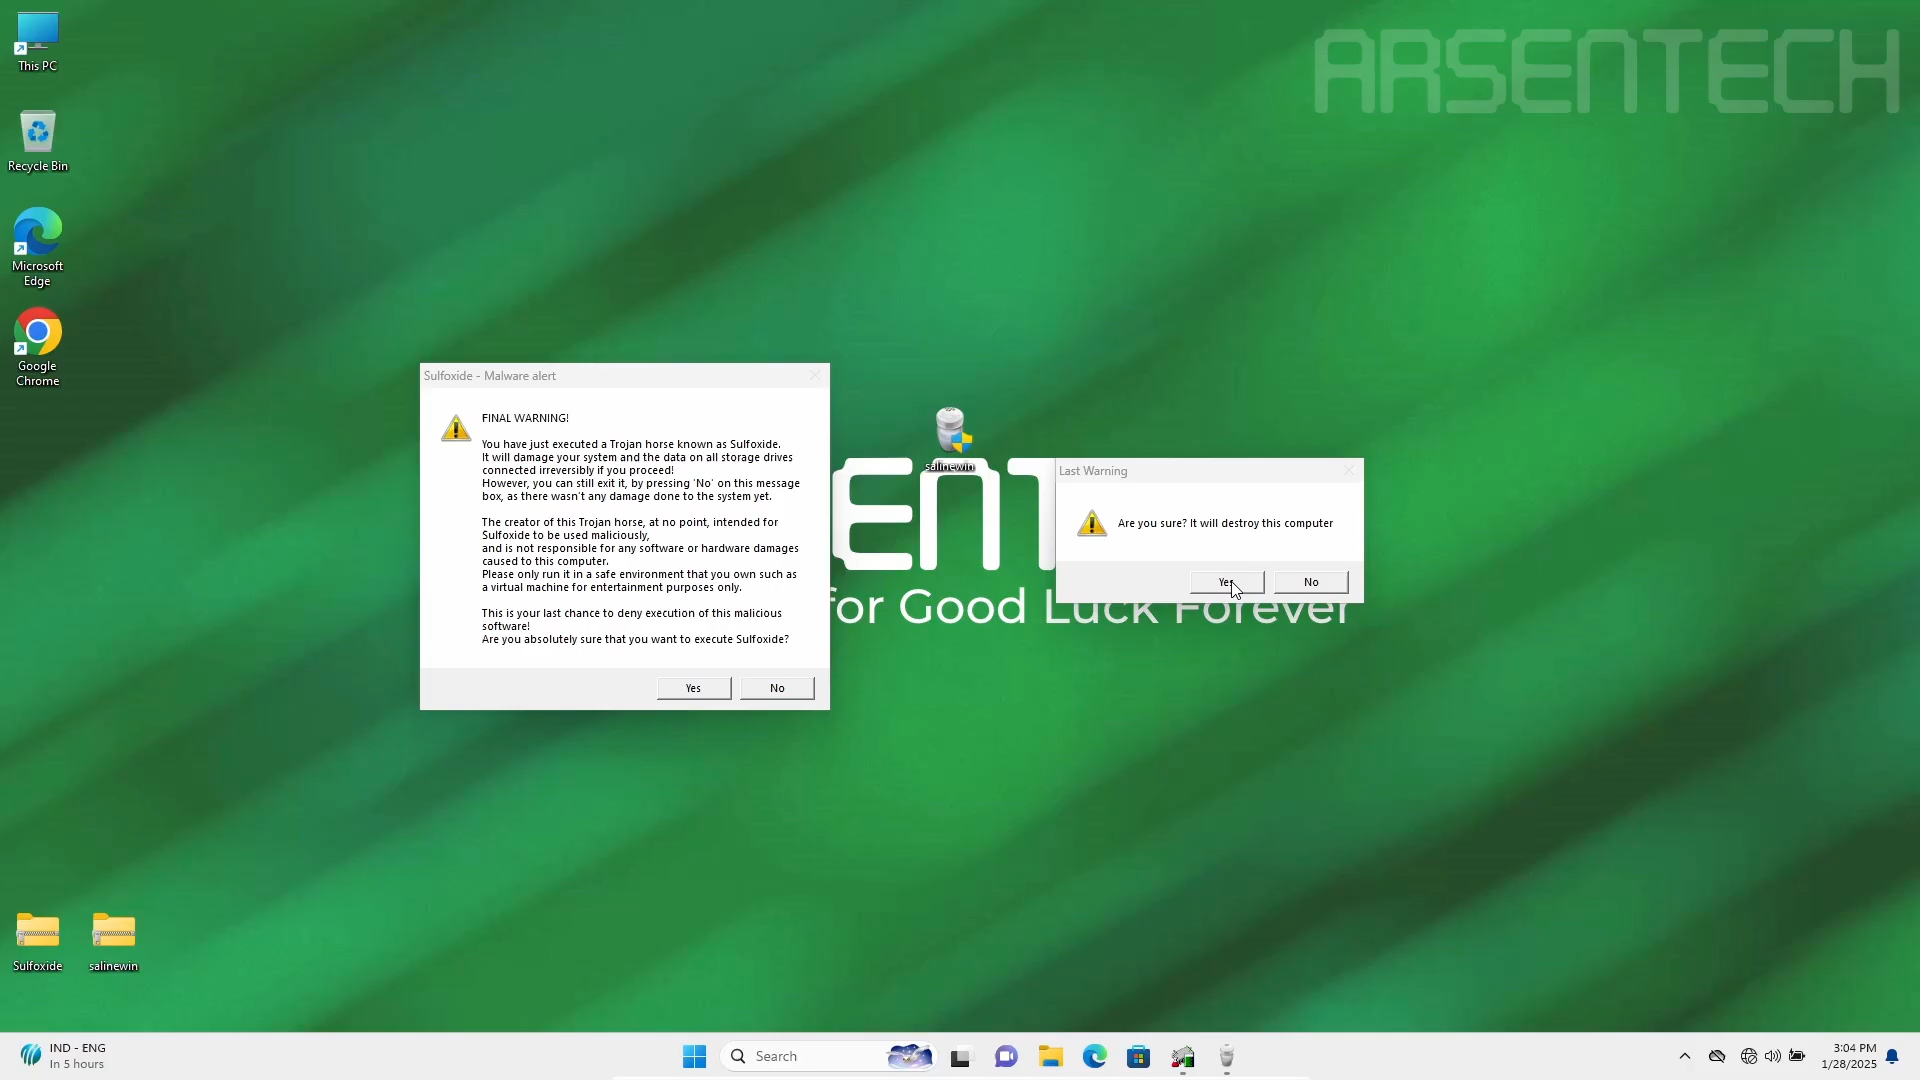 This PC
ARSENTECH
Recycle Bin
Microsoft
Edge
Google
Chrome
Sulfoxide - Malware alert
FINAL WARNING!
You have just executed a Trojan horse known as Sulfoxide.
It will damage your system and the data on all storage drives
connected irreversibly if you proceed!
However, you can still exit it, by pressing 'No' on this message
box, as there wasn't any damage done to the system yet.
The creator of this Trojan horse, at no point, intended for
Sulfoxide to be used maliciously,
and is not responsible for any software or hardware damages
caused to this computer.
Please only run it in a safe environment that you own such as
a virtual machine for entertainment purposes only.
This is your last chance to deny execution of this malicious
software!
Are you absolutely sure that you want to execute Sulfoxide?
Yes No
salinewin
ENT
for Good Luck Forever
Last Warning
Are you sure? It will destroy this computer
Yes No
Sulfoxide salinewin
IND - ENG
In 5 hours
Search
3:04 PM
1/28/2025